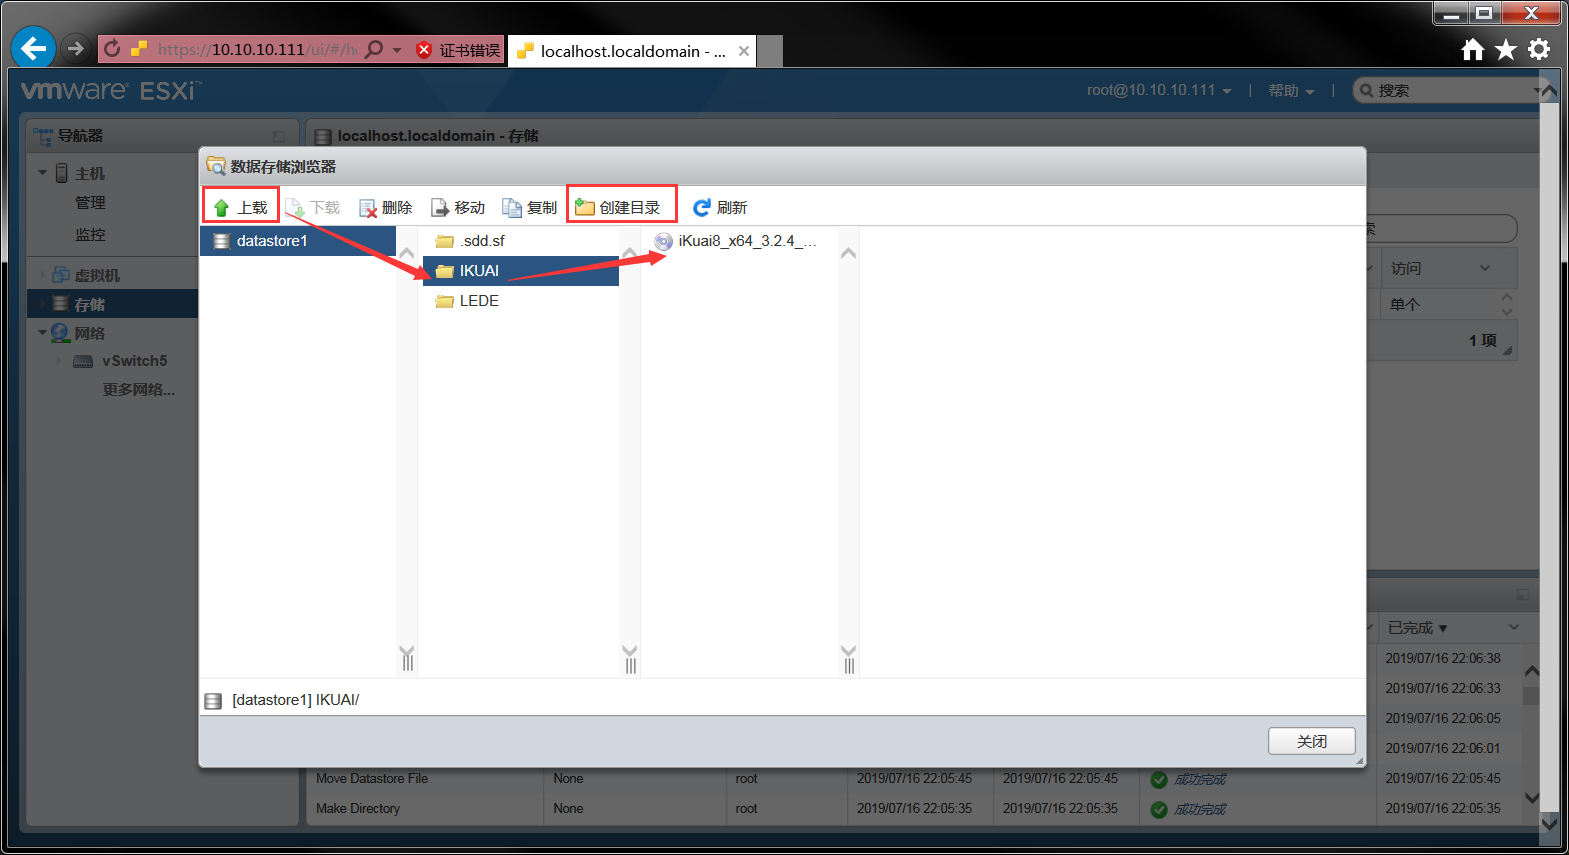 https://10.10.10.111/ui/#/h 证书错误
localhost.localdomain - ...
vmware ESXi™
root@10.10.10.111 | 帮助 | 搜索
导航器
localhost.localdomain - 存储
主机
管理
监控
虚拟机
存储
网络
vSwitch5
更多网络...
数据存储浏览器
上载 下载 删除 移动 复制 创建目录 刷新
datastore1
.sdd.sf
IKUAI
LEDE
iKuai8_x64_3.2.4_...
索
访问
单个
1 项
[datastore1] IKUAI/
关闭
已完成 ▼
2019/07/16 22:06:38
2019/07/16 22:06:33
2019/07/16 22:06:05
2019/07/16 22:06:01
Move Datastore File None root 2019/07/16 22:05:45 2019/07/16 22:05:45 成功完成 2019/07/16 22:05:45
Make Directory None root 2019/07/16 22:05:35 2019/07/16 22:05:35 成功完成 2019/07/16 22:05:35